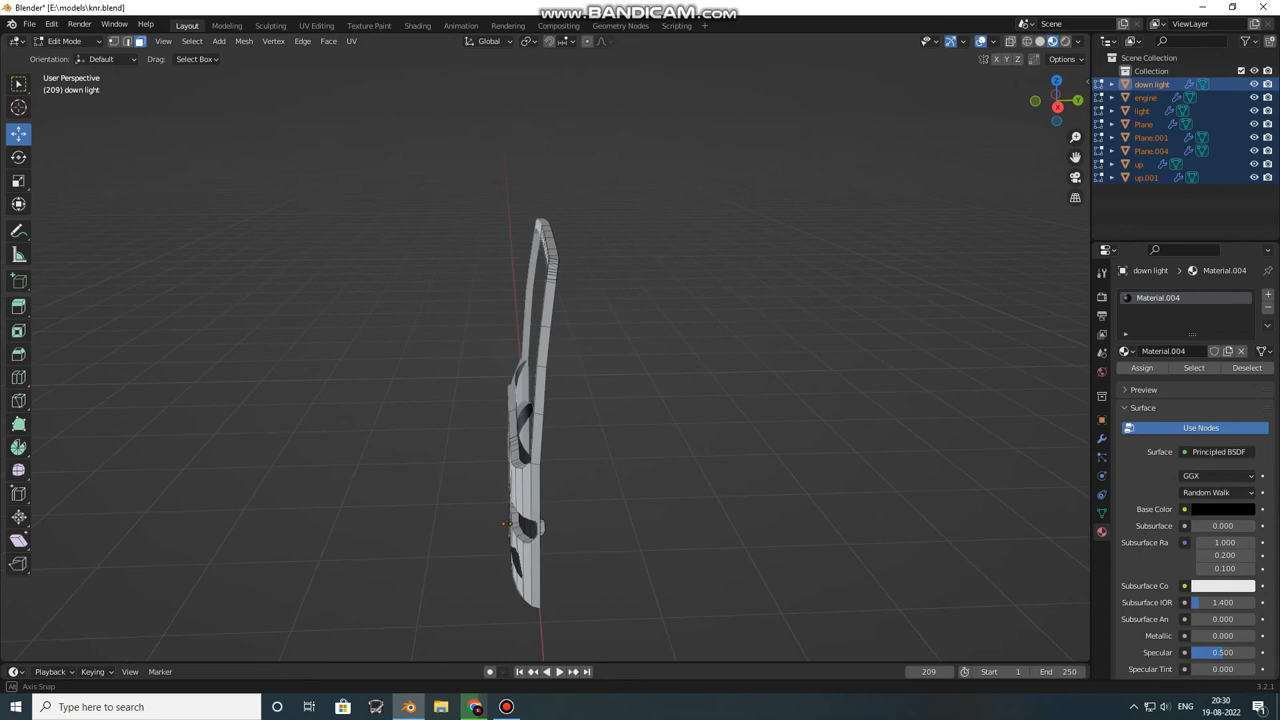 Blender* [E:\models\knr.blend]
www.BANDICAM.com
File Edit Render Window Help Layout Modeling Sculpting UV Editing Texture Paint Shading Animation Rendering Compositing Geometry Nodes Scripting Scene ViewLayer
Edit Mode View Select Add Mesh Vertex Edge Face UV Global
Orientation: Default Drag: Select Box X Y Z Options
User Perspective
(209) down light
Z
Y
X
Scene Collection
Collection
down light
engine
light
Plane
Plane.001
Plane.004
up
up.001
down light > Material.004
Material.004
Material.004
Assign Select Deselect
Preview
Surface
Use Nodes
Surface Principled BSDF
GGX
Random Walk
Base Color
Subsurface 0.000
Subsurface Ra 1.000
0.200
0.100
Subsurface Co
Subsurface IOR 1.400
Subsurface An 0.000
Metallic 0.000
Specular 0.500
Specular Tint 0.000
Playback Keying View Marker 209 Start 1 End 250
Axis Snap
Type here to search
ENG
20:30
19-08-2022
1